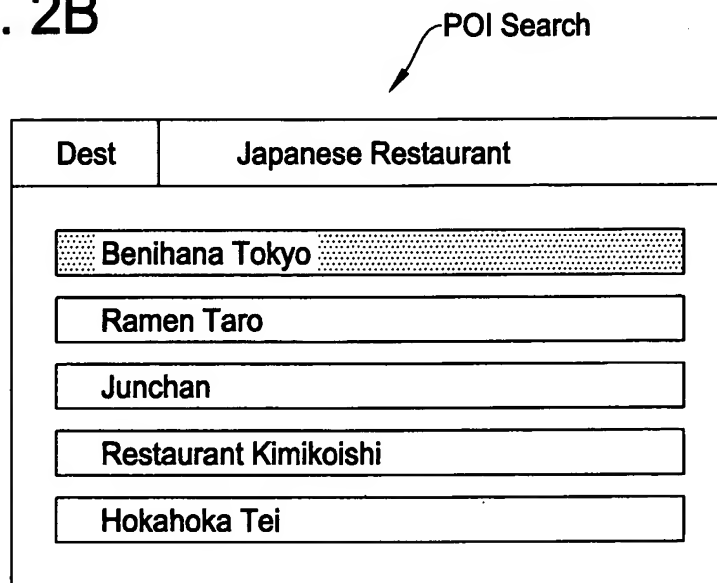 . 2B
POI Search
Dest Japanese Restaurant
Benihana Tokyo
Ramen Taro
Junchan
Restaurant Kimikoishi
Hokahoka Tei